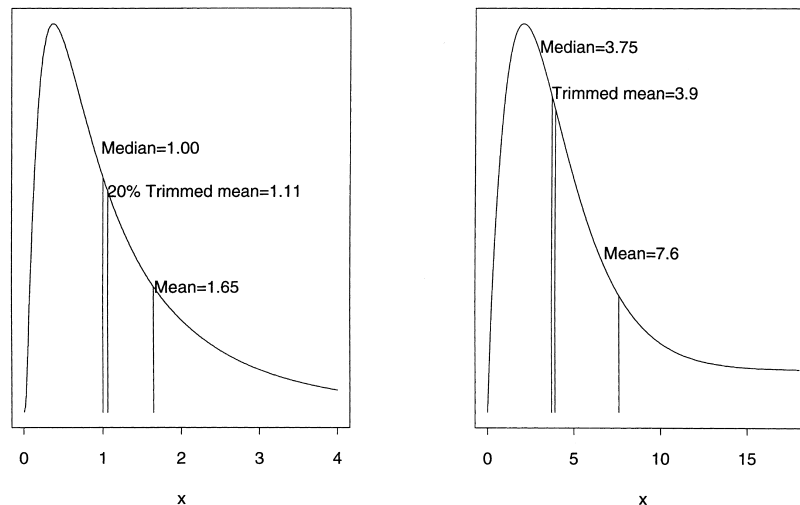 Median=1.00
20% Trimmed mean=1.11
Mean=1.65
0 1 2 3 4
x
Median=3.75
Trimmed mean=3.9
Mean=7.6
0 5 10 15
x